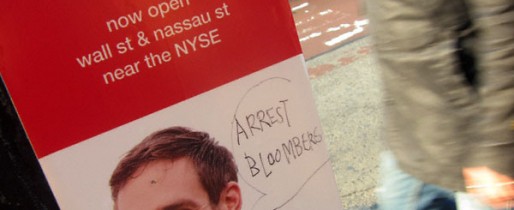 now open
wall st & nassau st
near the NYSE
ARREST
BLOOMBERG